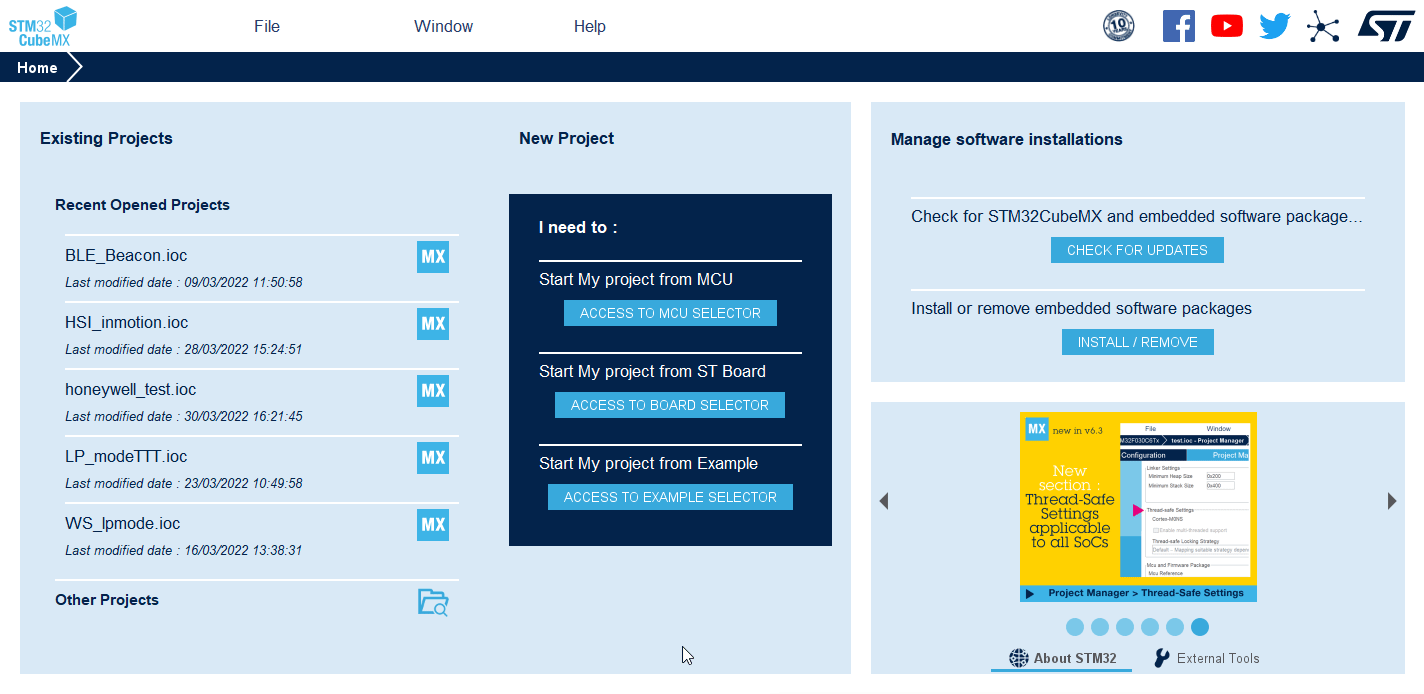 STM32
CubeMX
File
Window
Help
10
Home
Existing Projects
Recent Opened Projects
BLE_Beacon.ioc
MX
Last modified date : 09/03/2022 11:50:58
HSI_inmotion.ioc
MX
Last modified date : 28/03/2022 15:24:51
honeywell_test.ioc
MX
Last modified date : 30/03/2022 16:21:45
LP_modeTTT.ioc
MX
Last modified date : 23/03/2022 10:49:58
WS_lpmode.ioc
MX
Last modified date : 16/03/2022 13:38:31
Other Projects
New Project
I need to :
Start My project from MCU
ACCESS TO MCU SELECTOR
Start My project from ST Board
ACCESS TO BOARD SELECTOR
Start My project from Example
ACCESS TO EXAMPLE SELECTOR
Manage software installations
Check for STM32CubeMX and embedded software package...
CHECK FOR UPDATES
Install or remove embedded software packages
INSTALL / REMOVE
MX
new in v6.3
New
section :
Thread-Safe
Settings
applicable
to all SoCs
File
Window
M32F030C6Tx
test.ioc - Project Manager
Configuration
Project Ma
Linker Settings
Minimum Heap Size
0x200
Minimum Stack Size
0x400
Thread-safe Settings
Cortex-M0NS
Enable multi-threaded support
Thread-safe Locking Strategy
Default - Mapping suitable strategy depen
Mcu and Firmware Package
Mcu Reference
Project Manager > Thread-Safe Settings
About STM32
External Tools